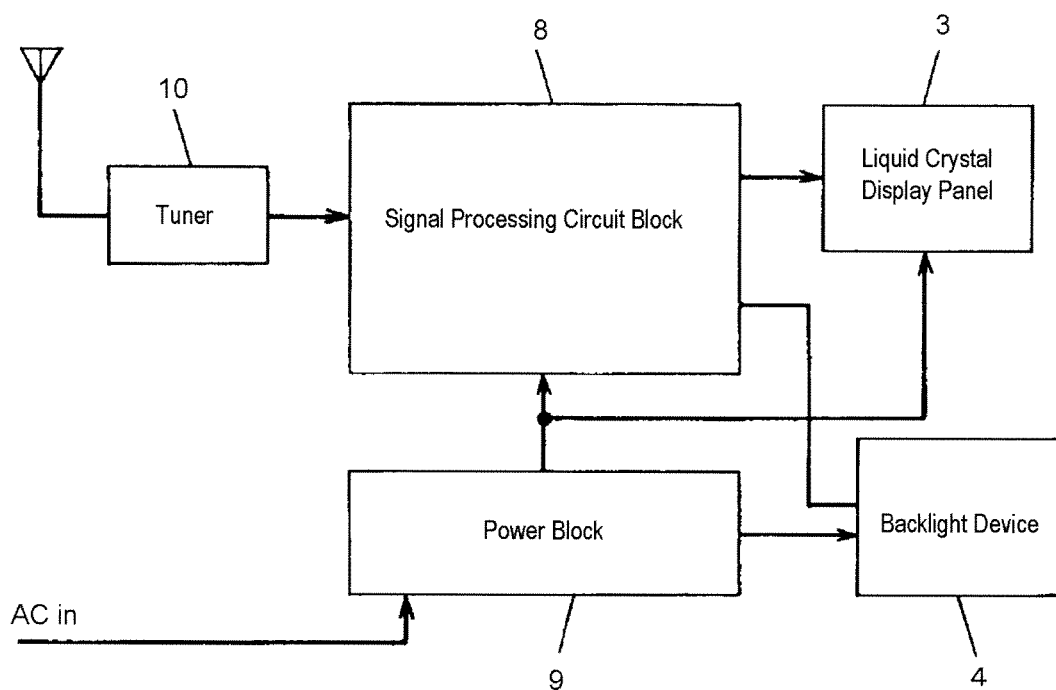 8
3
10
Liquid Crystal
Display Panel
Tuner
Signal Processing Circuit Block
Power Block
Backlight Device
AC in
9
4